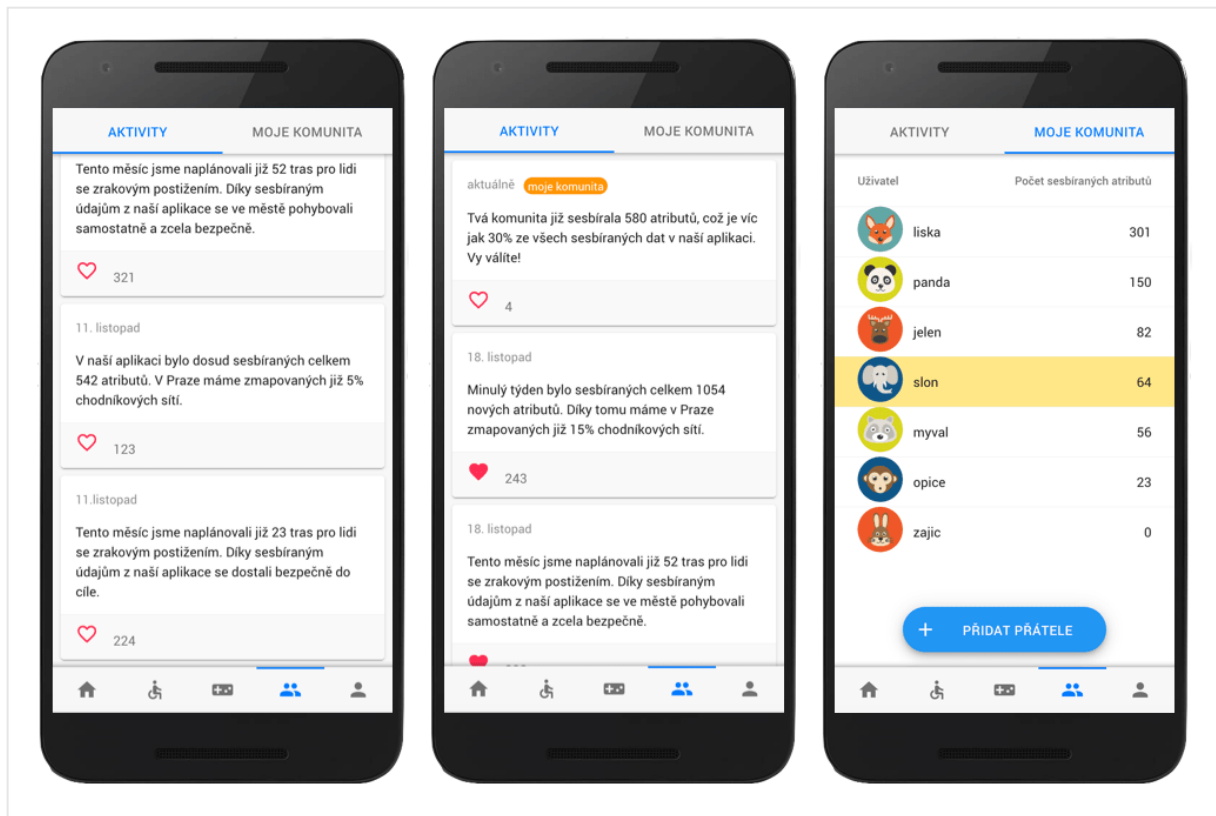 AKTIVITY MOJE KOMUNITA
Tento měsíc jsme naplánovali již 52 tras pro lidi
se zrakovým postižením. Díky sesbíraným
údajům z naší aplikace se ve městě pohybovali
samostatně a zcela bezpečně.
321
11. listopad
V naší aplikaci bylo dosud sesbíraných celkem
542 atributů. V Praze máme zmapovaných již 5%
chodníkových sítí.
123
11.listopad
Tento měsíc jsme naplánovali již 23 tras pro lidi
se zrakovým postižením. Díky sesbíraným
údajům z naší aplikace se dostali bezpečně do
cíle.
224
AKTIVITY MOJE KOMUNITA
aktuálně moje komunita
Tvá komunita již sesbírala 580 atributů, což je víc
jak 30% ze všech sesbíraných dat v naší aplikaci.
Vy válíte!
4
18. listopad
Minulý týden bylo sesbíraných celkem 1054
nových atributů. Díky tomu máme v Praze
zmapovaných již 15% chodníkových sítí.
243
18. listopad
Tento měsíc jsme naplánovali již 52 tras pro lidi
se zrakovým postižením. Díky sesbíraným
údajům z naší aplikace se ve městě pohybovali
samostatně a zcela bezpečně.
AKTIVITY MOJE KOMUNITA
Uživatel Počet sesbíraných atributů
liska 301
panda 150
jelen 82
slon 64
myval 56
opice 23
zajic 0
+ PŘIDAT PŘÁTELE